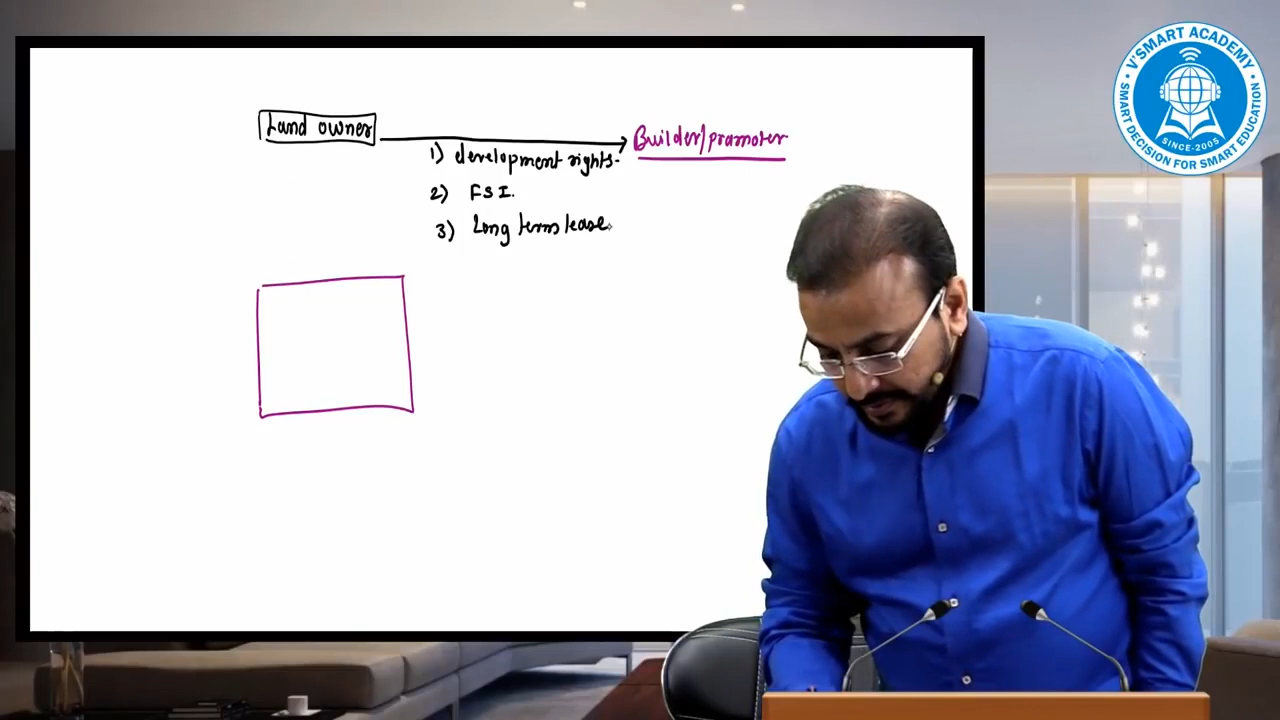 Land owner
Builder/promoter
1) development rights-
2) FSI.
3) Long term lease
V'SMART ACADEMY
SINCE-2005
SMART DECISION FOR SMART EDUCATION